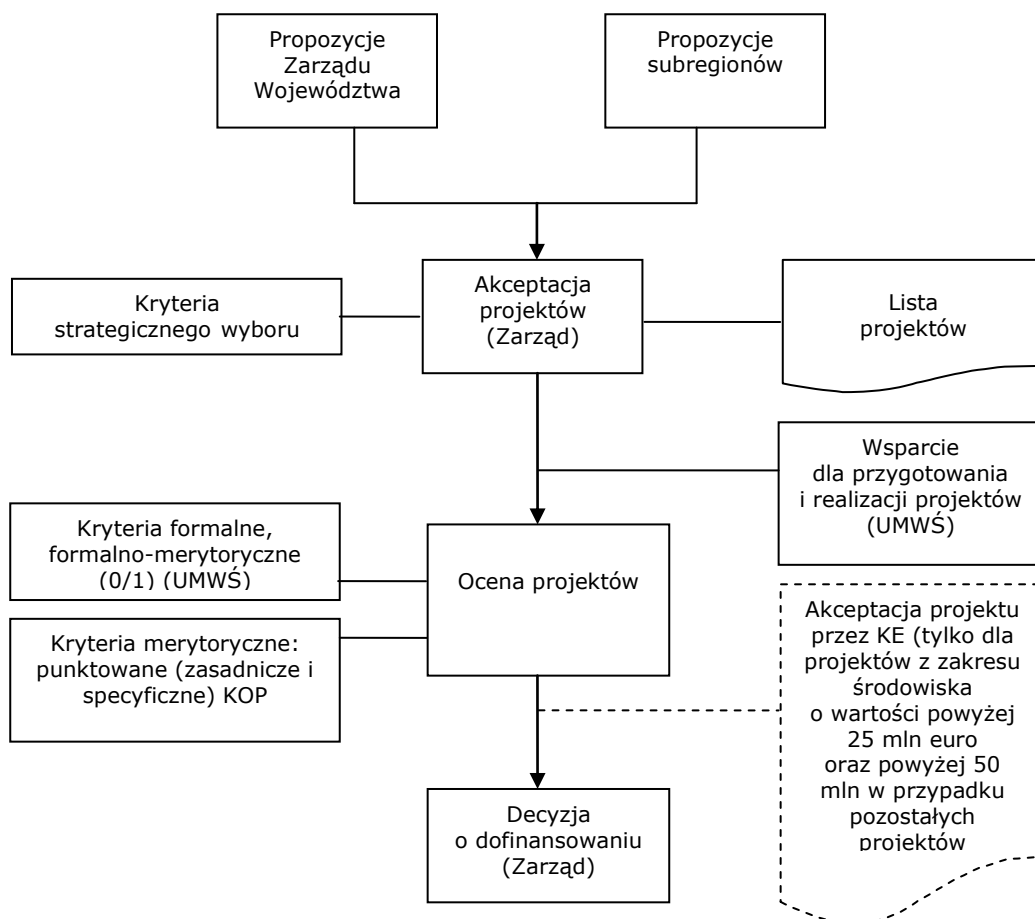 Propozycje
Zarządu
Województwa
Propozycje
subregionów
Kryteria
strategicznego wyboru
Akceptacja
projektów
(Zarząd)
Lista
projektów
Wsparcie
dla przygotowania
i realizacji projektów
(UMWŚ)
Kryteria formalne,
formalno-merytoryczne
(0/1) (UMWŚ)
Ocena projektów
Kryteria merytoryczne:
punktowane (zasadnicze i
specyficzne) KOP
Akceptacja projektu
przez KE (tylko dla
projektów z zakresu
środowiska
o wartości powyżej
25 mln euro
oraz powyżej 50
mln w przypadku
pozostałych
projektów
Decyzja
o dofinansowaniu
(Zarząd)